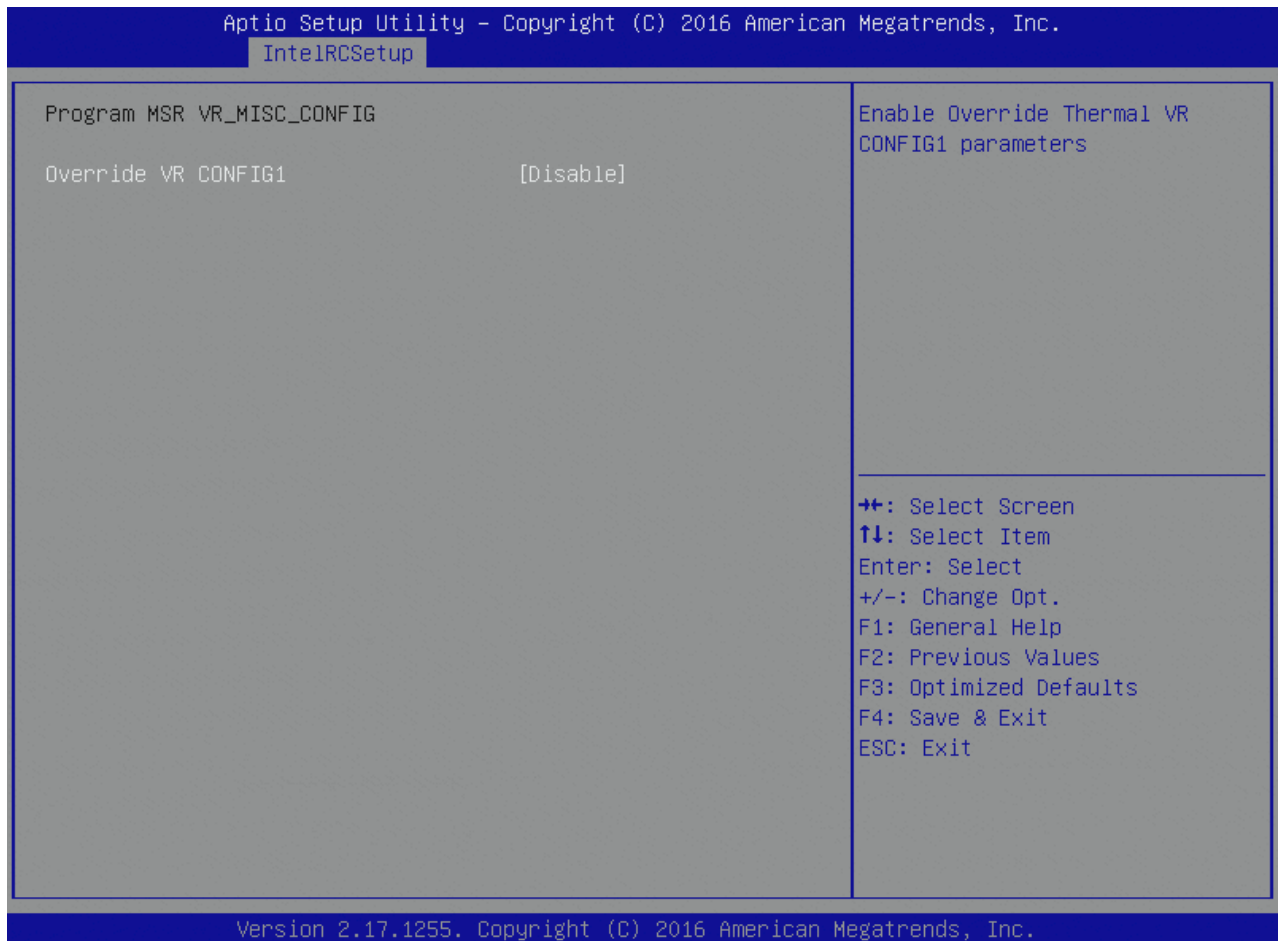 Aptio Setup Utility – Copyright (C) 2016 American Megatrends, Inc.
IntelRCSetup
Program MSR VR_MISC_CONFIG
Override VR CONFIG1 [Disable]
Enable Override Thermal VR
CONFIG1 parameters
→←: Select Screen
↑↓: Select Item
Enter: Select
+/-: Change Opt.
F1: General Help
F2: Previous Values
F3: Optimized Defaults
F4: Save & Exit
ESC: Exit
Version 2.17.1255. Copyright (C) 2016 American Megatrends, Inc.